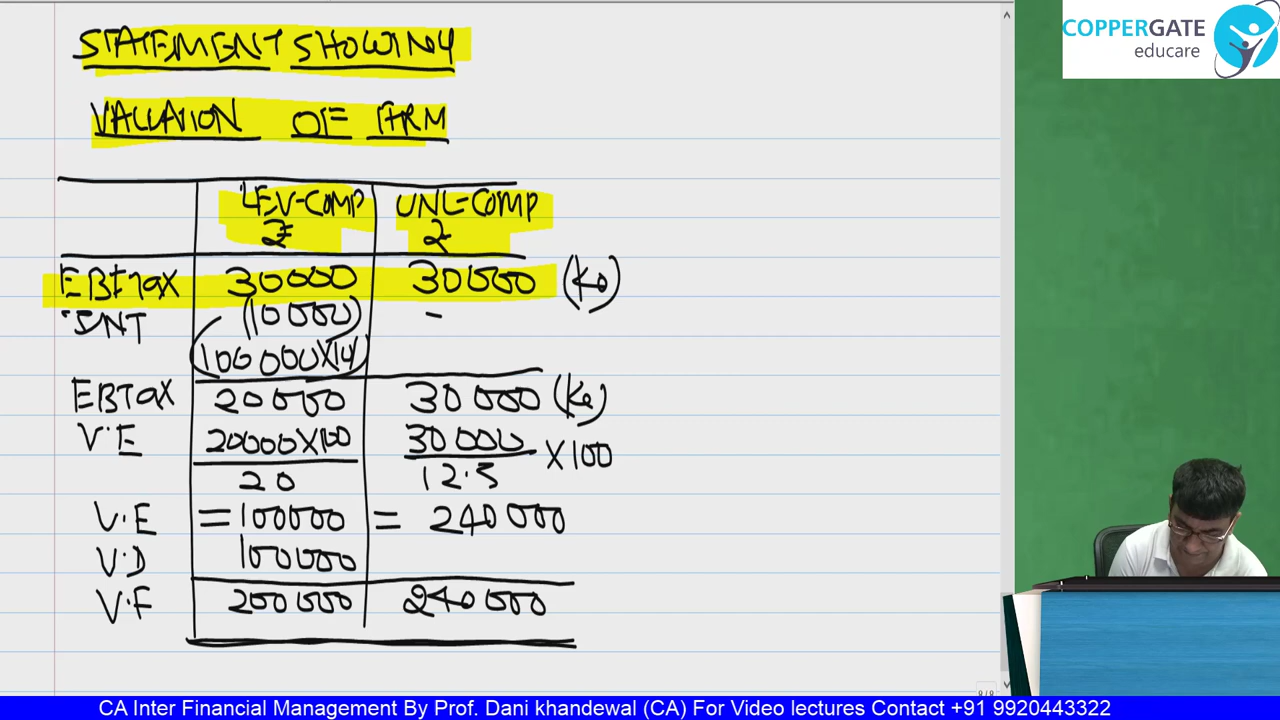 STATEMENT SHOWING
VALUATION OF FIRM
LEV-COMP UNL-COMP
₹ ₹
EBITax 30000 30000 (Ko)
INT (10000) -
(100000X10%)
EBTax 20000 30000 (Ke)
V.E 20000X100 30000 X100
20 12.5
V.E = 100000 = 240000
V.D 100000
V.F 200000 240000
COPPERGATE
educare
8/8
CA Inter Financial Management By Prof. Dani khandewal (CA) For Video lectures Contact +91 9920443322